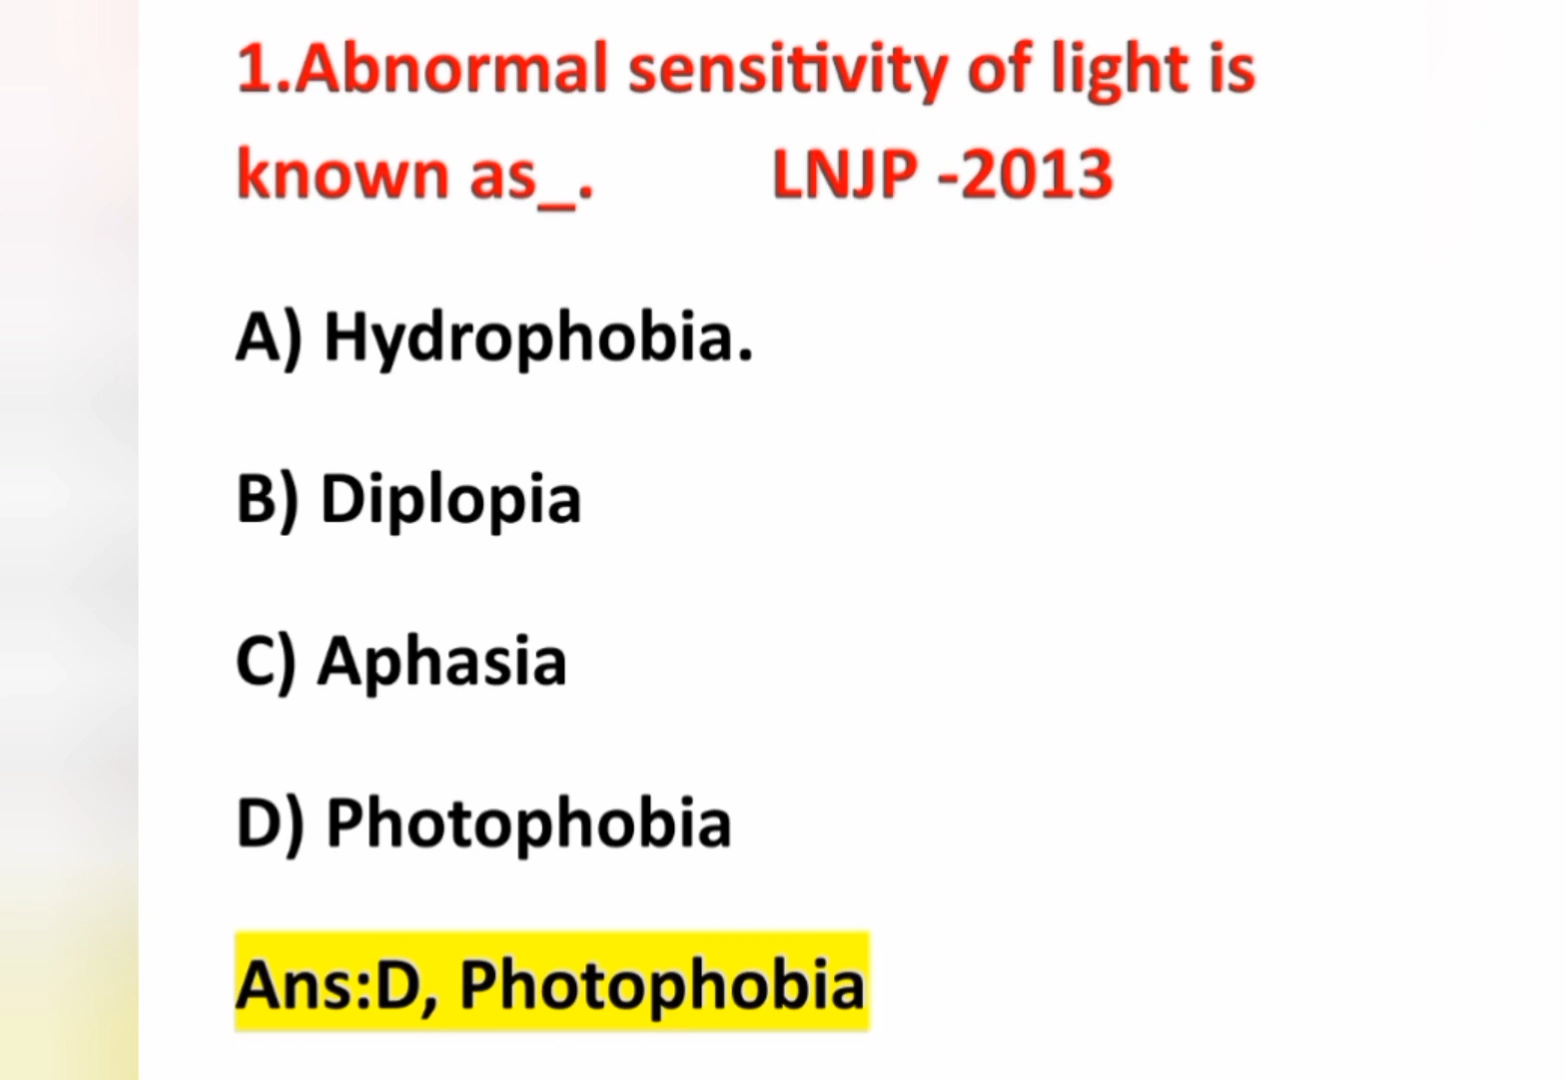 1.Abnormal sensitivity of light is
known as_. LNJP -2013
A) Hydrophobia.
B) Diplopia
C) Aphasia
D) Photophobia
Ans:D, Photophobia